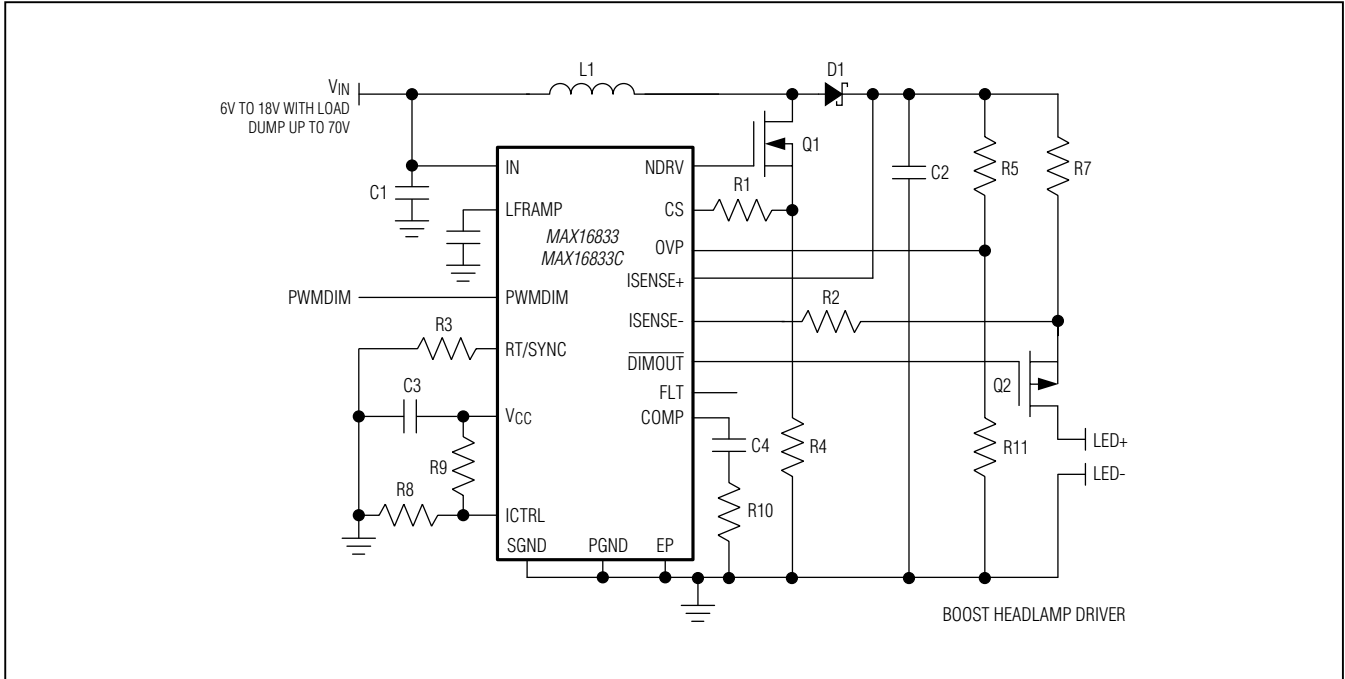 L1
D1
VIN
6V TO 18V WITH LOAD
DUMP UP TO 70V
Q1
IN
NDRV
C2
R5
R7
C1
R1
LFRAMP
CS
MAX16833
MAX16833C
OVP
ISENSE+
PWMDIM
PWMDIM
R2
ISENSE-
R3
RT/SYNC
DIMOUT
Q2
C3
FLT
VCC
COMP
LED+
C4
R4
R11
R9
LED-
R8
R10
ICTRL
SGND
PGND
EP
BOOST HEADLAMP DRIVER